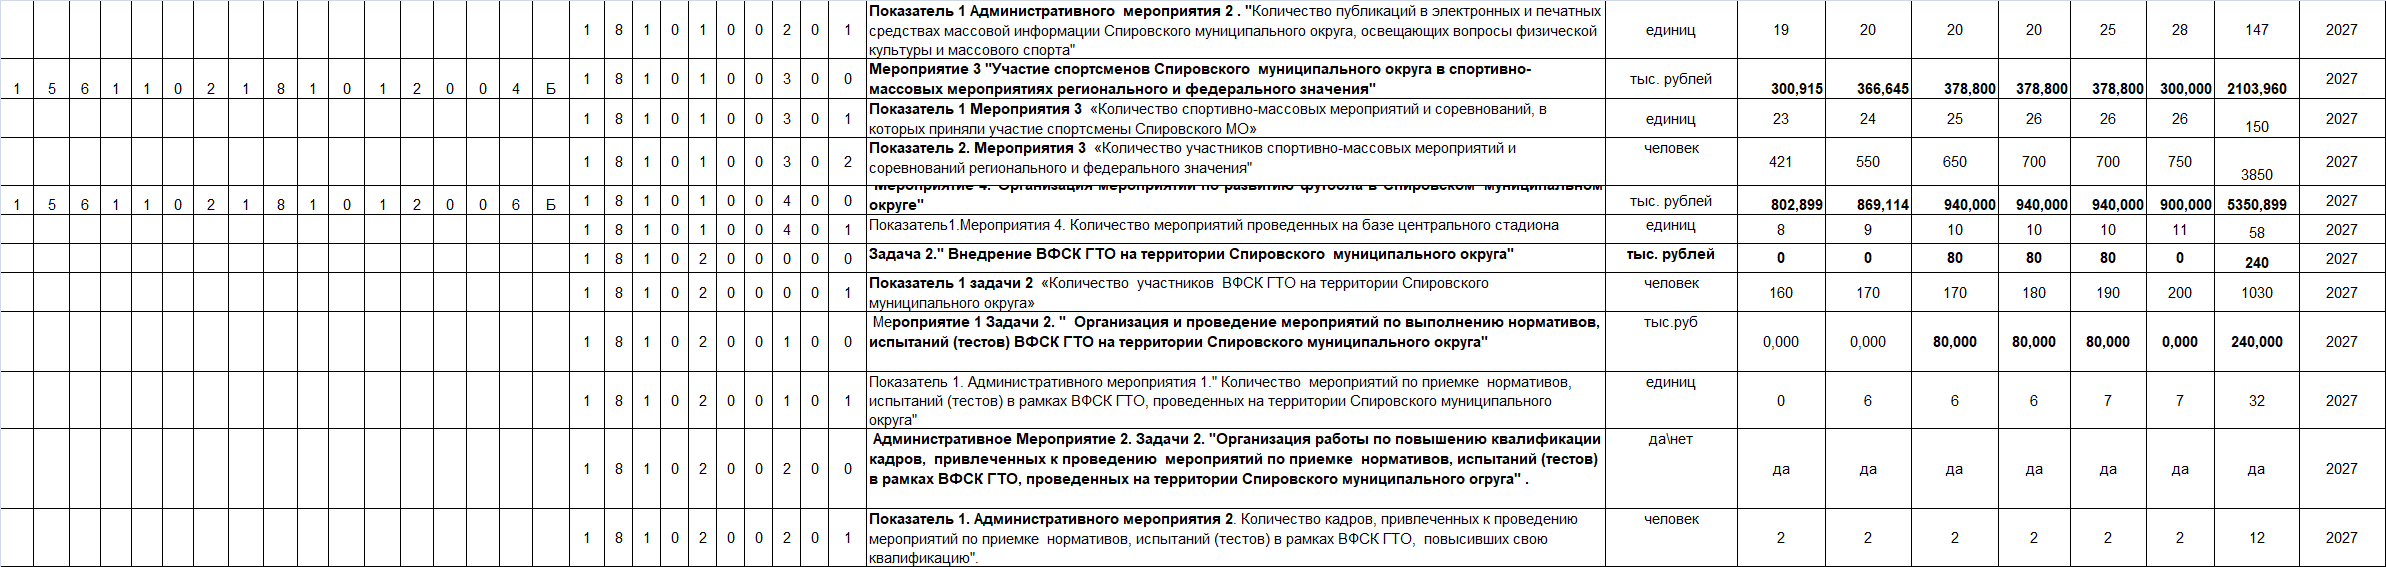 1 8 1 0 1 0 0 2 0 1 Показатель 1 Административного мероприятия 2 . "Количество публикаций в электронных и печатных единиц 19 20 20 20 25 28 147 2027
средствах массовой информации Спировского муниципального округа, освещающих вопросы физической
культуры и массового спорта"
1 5 6 1 1 0 2 1 8 1 0 1 2 0 0 4 Б 1 8 1 0 1 0 0 3 0 0 Мероприятие 3 "Участие спортсменов Спировского муниципального округа в спортивно- тыс. рублей 300,915 366,645 378,800 378,800 378,800 300,000 2103,960 2027
массовых мероприятиях регионального и федерального значения"
1 8 1 0 1 0 0 3 0 1 Показатель 1 Мероприятия 3 «Количество спортивно-массовых мероприятий и соревнований, в единиц 23 24 25 26 26 26 150 2027
которых приняли участие спортсмены Спировского МО»
1 8 1 0 1 0 0 3 0 2 Показатель 2. Мероприятия 3 «Количество участников спортивно-массовых мероприятий и человек 421 550 650 700 700 750 3850 2027
соревнований регионального и федерального значения"
1 5 6 1 1 0 2 1 8 1 0 1 2 0 0 6 Б 1 8 1 0 1 0 0 4 0 0 Мероприятие 4. "Организация мероприятий по развитию футбола в Спировском муниципальном тыс. рублей 802,899 869,114 940,000 940,000 940,000 900,000 5350,899 2027
округе"
1 8 1 0 1 0 0 4 0 1 Показатель1.Мероприятия 4. Количество мероприятий проведенных на базе центрального стадиона единиц 8 9 10 10 10 11 58 2027
1 8 1 0 2 0 0 0 0 0 Задача 2." Внедрение ВФСК ГТО на территории Спировского муниципального округа" тыс. рублей 0 0 80 80 80 0 240 2027
1 8 1 0 2 0 0 0 0 1 Показатель 1 задачи 2 «Количество участников ВФСК ГТО на территории Спировского человек 160 170 170 180 190 200 1030 2027
муниципального округа»
1 8 1 0 2 0 0 1 0 0 Мероприятие 1 Задачи 2. " Организация и проведение мероприятий по выполнению нормативов, тыс.руб 0,000 0,000 80,000 80,000 80,000 0,000 240,000 2027
испытаний (тестов) ВФСК ГТО на территории Спировского муниципального округа"
1 8 1 0 2 0 0 1 0 1 Показатель 1. Административного мероприятия 1." Количество мероприятий по приемке нормативов, единиц 0 6 6 6 7 7 32 2027
испытаний (тестов) в рамках ВФСК ГТО, проведенных на территории Спировского муниципального
округа"
1 8 1 0 2 0 0 2 0 0 Административное Мероприятие 2. Задачи 2. "Организация работы по повышению квалификации да\нет да да да да да да да 2027
кадров, привлеченных к проведению мероприятий по приемке нормативов, испытаний (тестов)
в рамках ВФСК ГТО, проведенных на территории Спировского муниципального огруга" .
1 8 1 0 2 0 0 2 0 1 Показатель 1. Административного мероприятия 2. Количество кадров, привлеченных к проведению человек 2 2 2 2 2 2 12 2027
мероприятий по приемке нормативов, испытаний (тестов) в рамках ВФСК ГТО, повысивших свою
квалификацию".